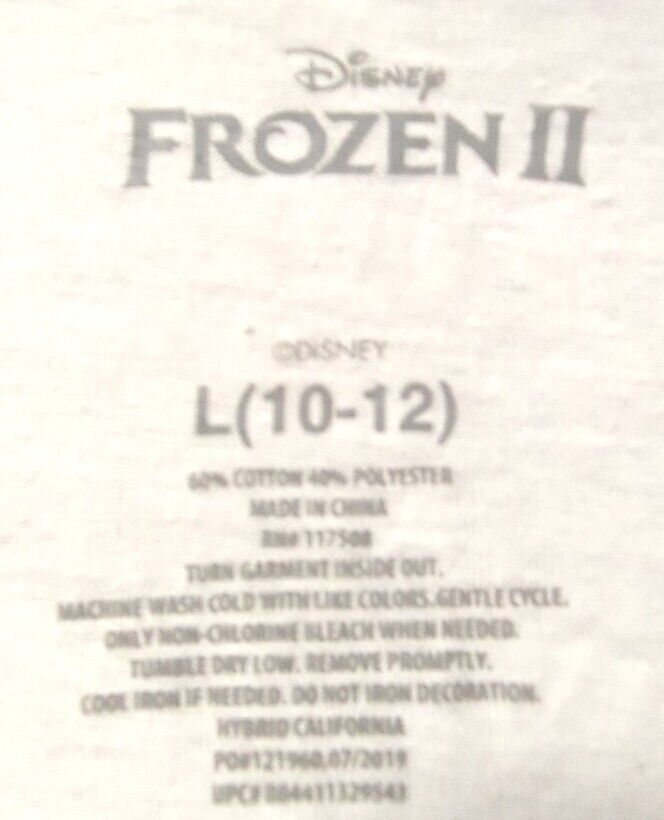 Disney
FROZEN II
©DISNEY
L(10-12)
60% COTTON 40% POLYESTER
MADE IN CHINA
RN# 117508
TURN GARMENT INSIDE OUT.
MACHINE WASH COLD WITH LIKE COLORS.GENTLE CYCLE.
ONLY NON-CHLORINE BLEACH WHEN NEEDED.
TUMBLE DRY LOW. REMOVE PROMPTLY.
COOL IRON IF NEEDED. DO NOT IRON DECORATION.
HYBRID CALIFORNIA
PO#121960,07/2019
UPC# 884411329543